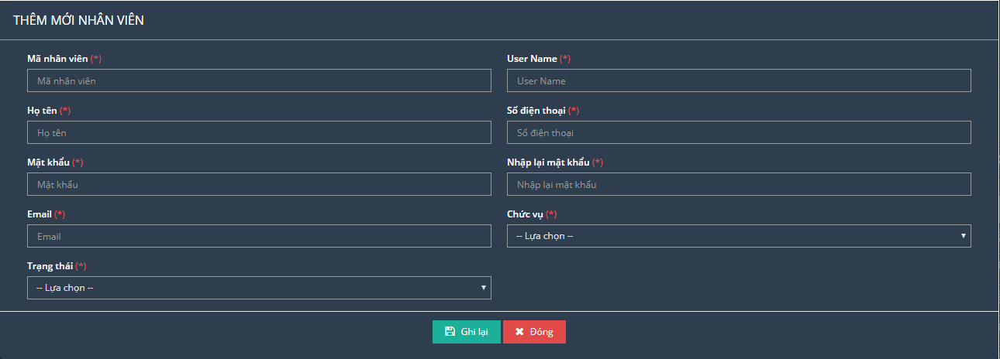 THÊM MỚI NHÂN VIÊN
Mã nhân viên (*)
User Name (*)
Mã nhân viên
User Name
Họ tên (*)
Số điện thoại (*)
Họ tên
Số điện thoại
Mật khẩu (*)
Nhập lại mật khẩu (*)
Mật khẩu
Nhập lại mật khẩu
Email (*)
Chức vụ (*)
Email
-- Lựa chọn --
Trạng thái (*)
-- Lựa chọn --
Ghi lại
Đóng